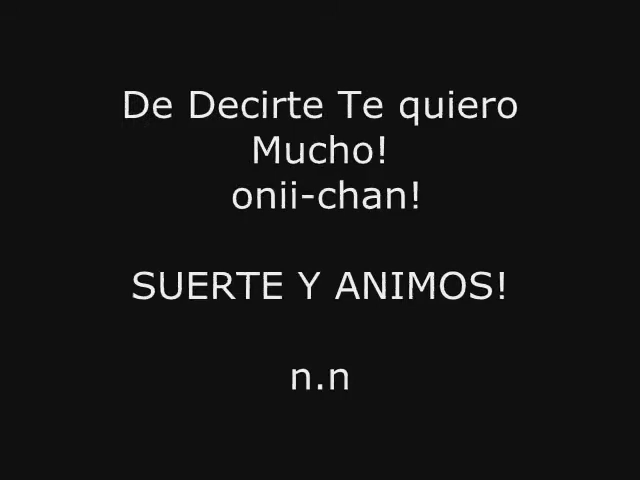 De Decirte Te quiero
Mucho!
onii-chan!
SUERTE Y ANIMOS!
n.n